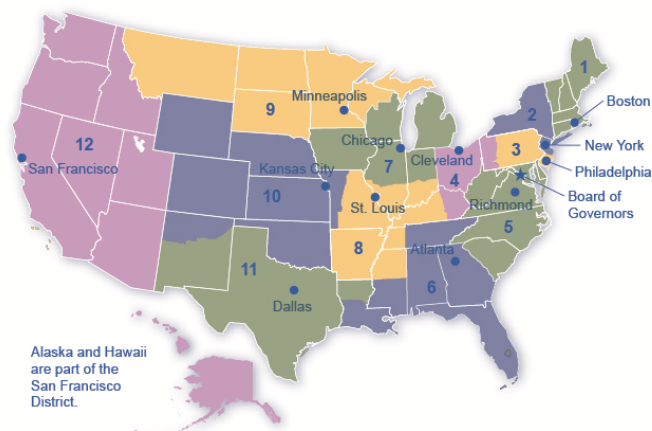 1
Boston
2
Minneapolis
9
New York
Chicago
12
3
Philadelphia
San Francisco
Cleveland
7
Kansas City
4
Board of
Governors
10
St. Louis
Richmond
5
8
Atlanta
11
6
Dallas
Alaska and Hawaii
are part of the
San Francisco
District.